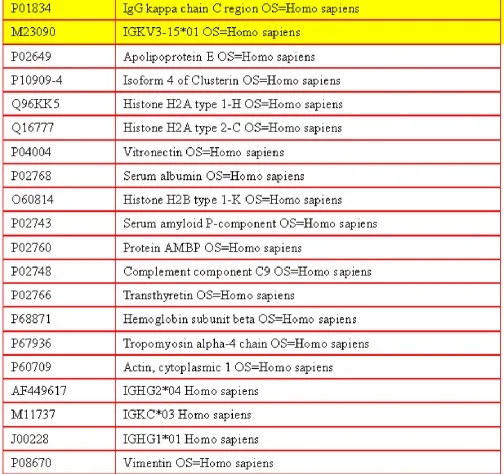 P01834 IgG kappa chain C region OS=Homo sapiens
M23090 IGKV3-15*01 OS=Homo sapiens
P02649 Apolipoprotein E OS=Homo sapiens
P10909-4 Isoform 4 of Clusterin OS=Homo sapiens
Q96KK5 Histone H2A type 1-H OS=Homo sapiens
Q16777 Histone H2A type 2-C OS=Homo sapiens
P04004 Vitronectin OS=Homo sapiens
P02768 Serum albumin OS=Homo sapiens
O60814 Histone H2B type 1-K OS=Homo sapiens
P02743 Serum amyloid P-component OS=Homo sapiens
P02760 Protein AMBP OS=Homo sapiens
P02748 Complement component C9 OS=Homo sapiens
P02766 Transthyretin OS=Homo sapiens
P68871 Hemoglobin subunit beta OS=Homo sapiens
P67936 Tropomyosin alpha-4 chain OS=Homo sapiens
P60709 Actin, cytoplasmic 1 OS=Homo sapiens
AF449617 IGHG2*04 Homo sapiens
M11737 IGKC*03 Homo sapiens
J00228 IGHG1*01 Homo sapiens
P08670 Vimentin OS=Homo sapiens